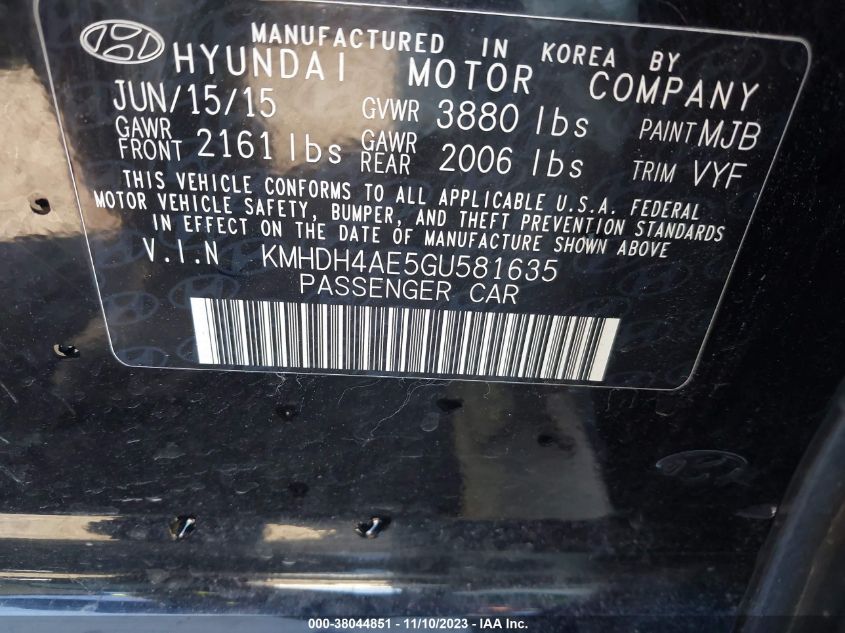 MANUFACTURED IN KOREA BY
HYUNDAI MOTOR COMPANY
JUN/15/15 GVWR 3880 lbs PAINT MJB
GAWR FRONT 2161 lbs GAWR REAR 2006 lbs TRIM VYF
THIS VEHICLE CONFORMS TO ALL APPLICABLE U.S.A. FEDERAL
MOTOR VEHICLE SAFETY, BUMPER, AND THEFT PREVENTION STANDARDS
IN EFFECT ON THE DATE OF MANUFACTURE SHOWN ABOVE
V.I.N KMHDH4AE5GU581635
PASSENGER CAR
000-38044851 - 11/10/2023 - IAA Inc.